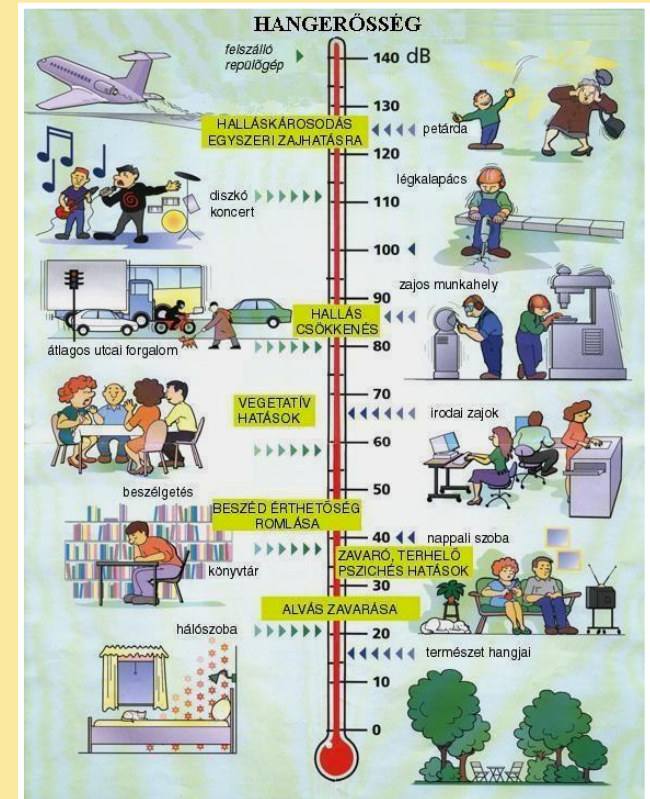 HANGERŐSSÉG
felszálló
repülőgép
140 dB
130
HALLÁSKÁROSODÁS
EGYSZERI ZAJHATÁSRA
petárda
120
légkalapács
diszkó
koncert
110
100
zajos munkahely
90
HALLÁS
CSÖKKENÉS
átlagos utcai forgalom
80
70
VEGETATÍV
HATÁSOK
irodai zajok
60
beszélgetés
50
BESZÉD ÉRTHETŐSÉG
ROMLÁSA
40
nappali szoba
könyvtár
ZAVARÓ, TERHELŐ
PSZICHÉS HATÁSOK
30
ALVÁS ZAVARÁSA
hálószoba
20
természet hangjai
10
0